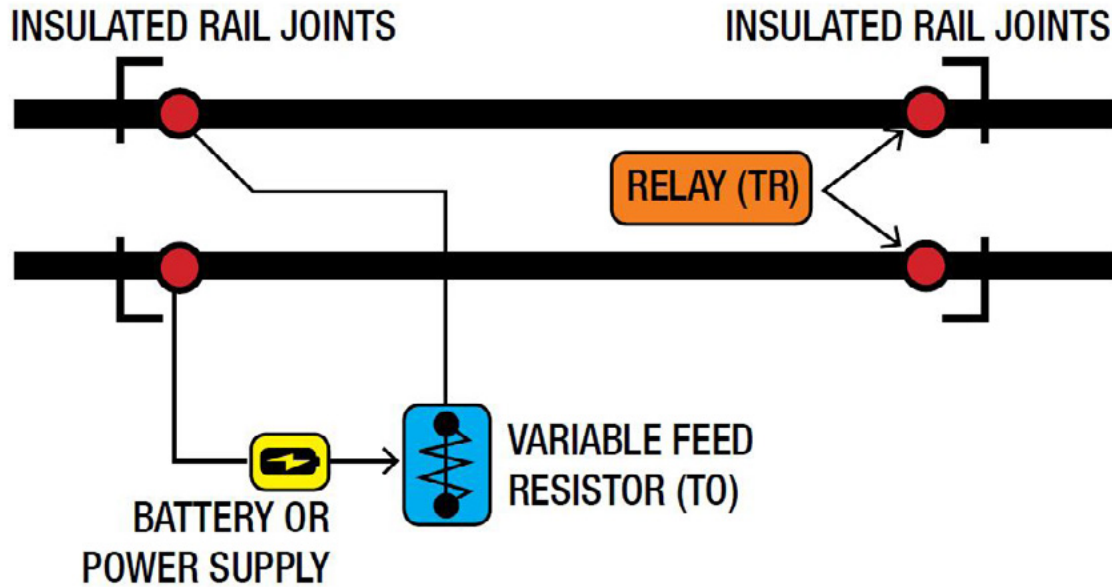 INSULATED RAIL JOINTS
INSULATED RAIL JOINTS
RELAY (TR)
VARIABLE FEED
RESISTOR (TO)
BATTERY OR
POWER SUPPLY